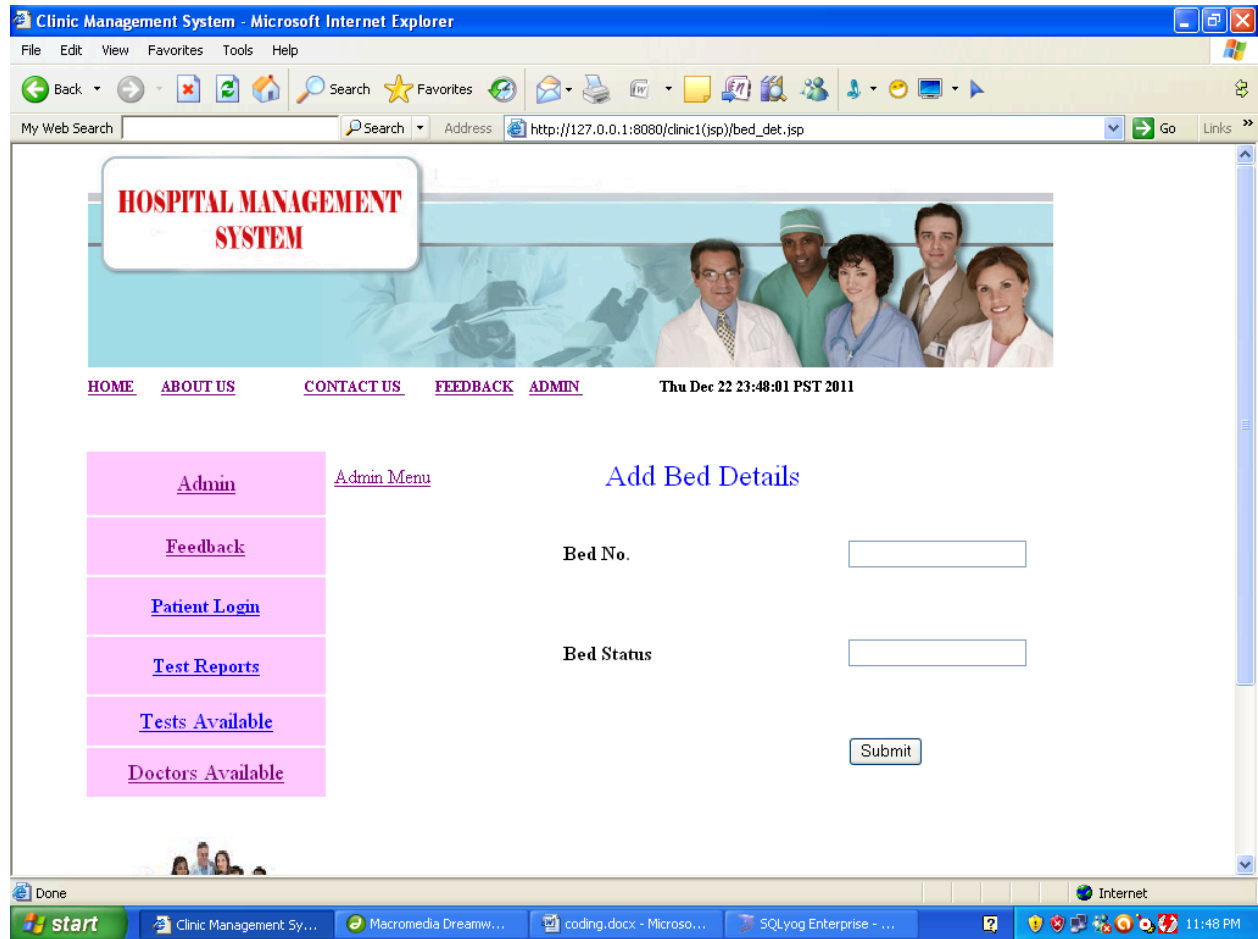 Clinic Management System - Microsoft Internet Explorer
File Edit View Favorites Tools Help
Back Search Favorites
My Web Search Search Address http://127.0.0.1:8080/clinic1(jsp)/bed_det.jsp Go Links »
HOSPITAL MANAGEMENT
SYSTEM
HOME ABOUT US CONTACT US FEEDBACK ADMIN Thu Dec 22 23:48:01 PST 2011
Admin
Feedback
Patient Login
Test Reports
Tests Available
Doctors Available
Admin Menu
Add Bed Details
Bed No.
Bed Status
Submit
Done Internet
start Clinic Management Sy... Macromedia Dreamw... coding.docx - Microso... SQLyog Enterprise - ... 11:48 PM